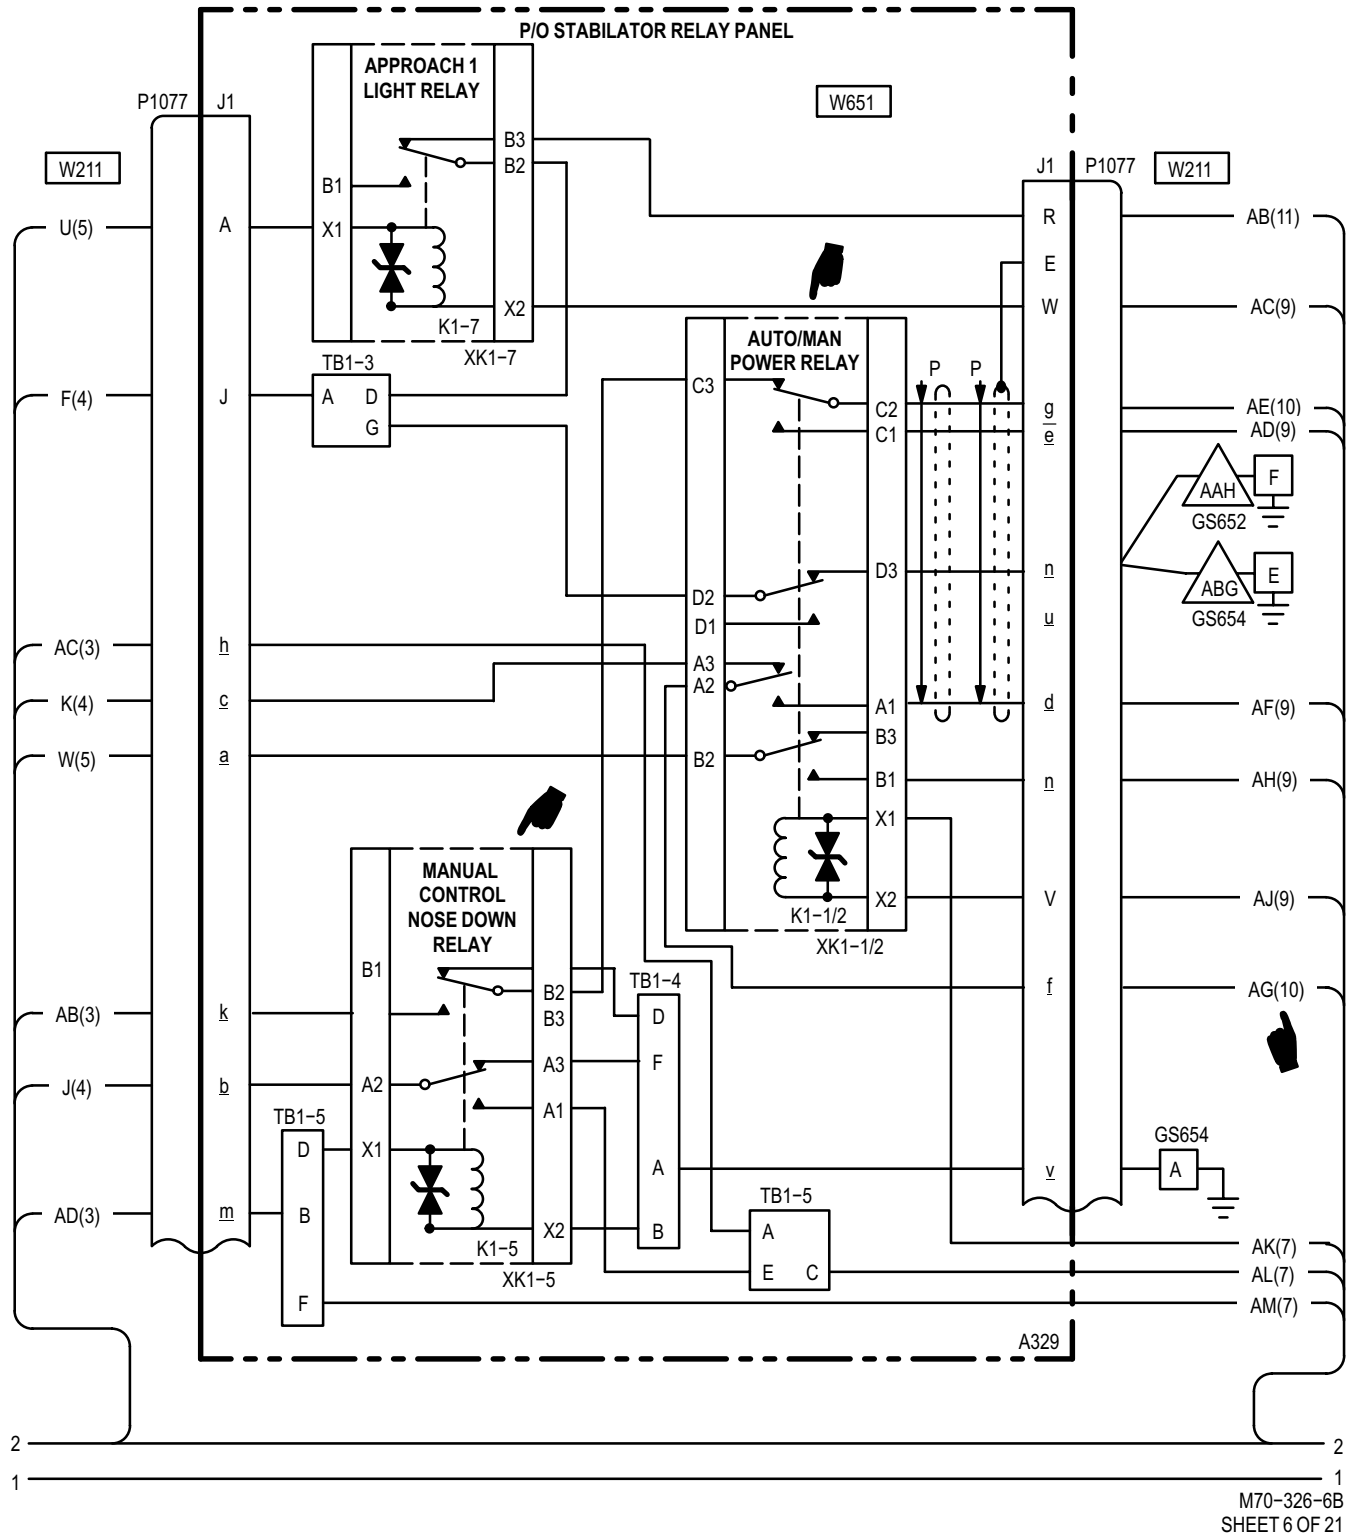 P/O STABILATOR RELAY PANEL
APPROACH 1
LIGHT RELAY
W651
P1077 J1
W211
B3
B2
B1
X1
X2
K1−7
XK1−7
J1 P1077
W211
U(5) A
R AB(11)
E
W AC(9)
TB1−3
A D
G
F(4) J
AUTO/MAN
POWER RELAY
P P
C3
C2
C1
g AE(10)
e AD(9)
AAH F
GS652
D3 n
ABG E
GS654
D2
D1
u
AC(3) h
A3
A2
K(4) c
A1 d AF(9)
B3
W(5) a
B2
B1 n AH(9)
X1
X2 V AJ(9)
K1−1/2
XK1−1/2
MANUAL
CONTROL
NOSE DOWN
RELAY
B1
B2
B3
TB1−4
D
F
A
B
f AG(10)
AB(3) k
A3
J(4) b A2
A1
TB1−5
D
B
F
X1
X2
K1−5
XK1−5
GS654
v A
TB1−5
A
E C
AD(3) m
AK(7)
AL(7)
AM(7)
A329
2 2
1 1
M70−326−6B
SHEET 6 OF 21